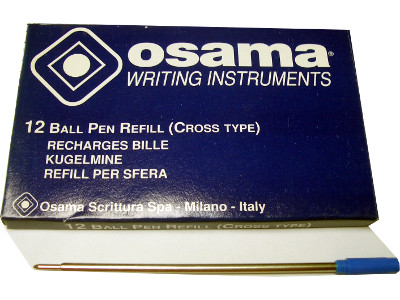 osama®
WRITING INSTRUMENTS
12 BALL PEN REFILL (CROSS TYPE)
RECHARGES BILLE
KUGELMINE
REFILL PER SFERA
Osama Scrittura Spa - Milano - Italy
12 BALL PEN REFILL (CROSS TYPE)